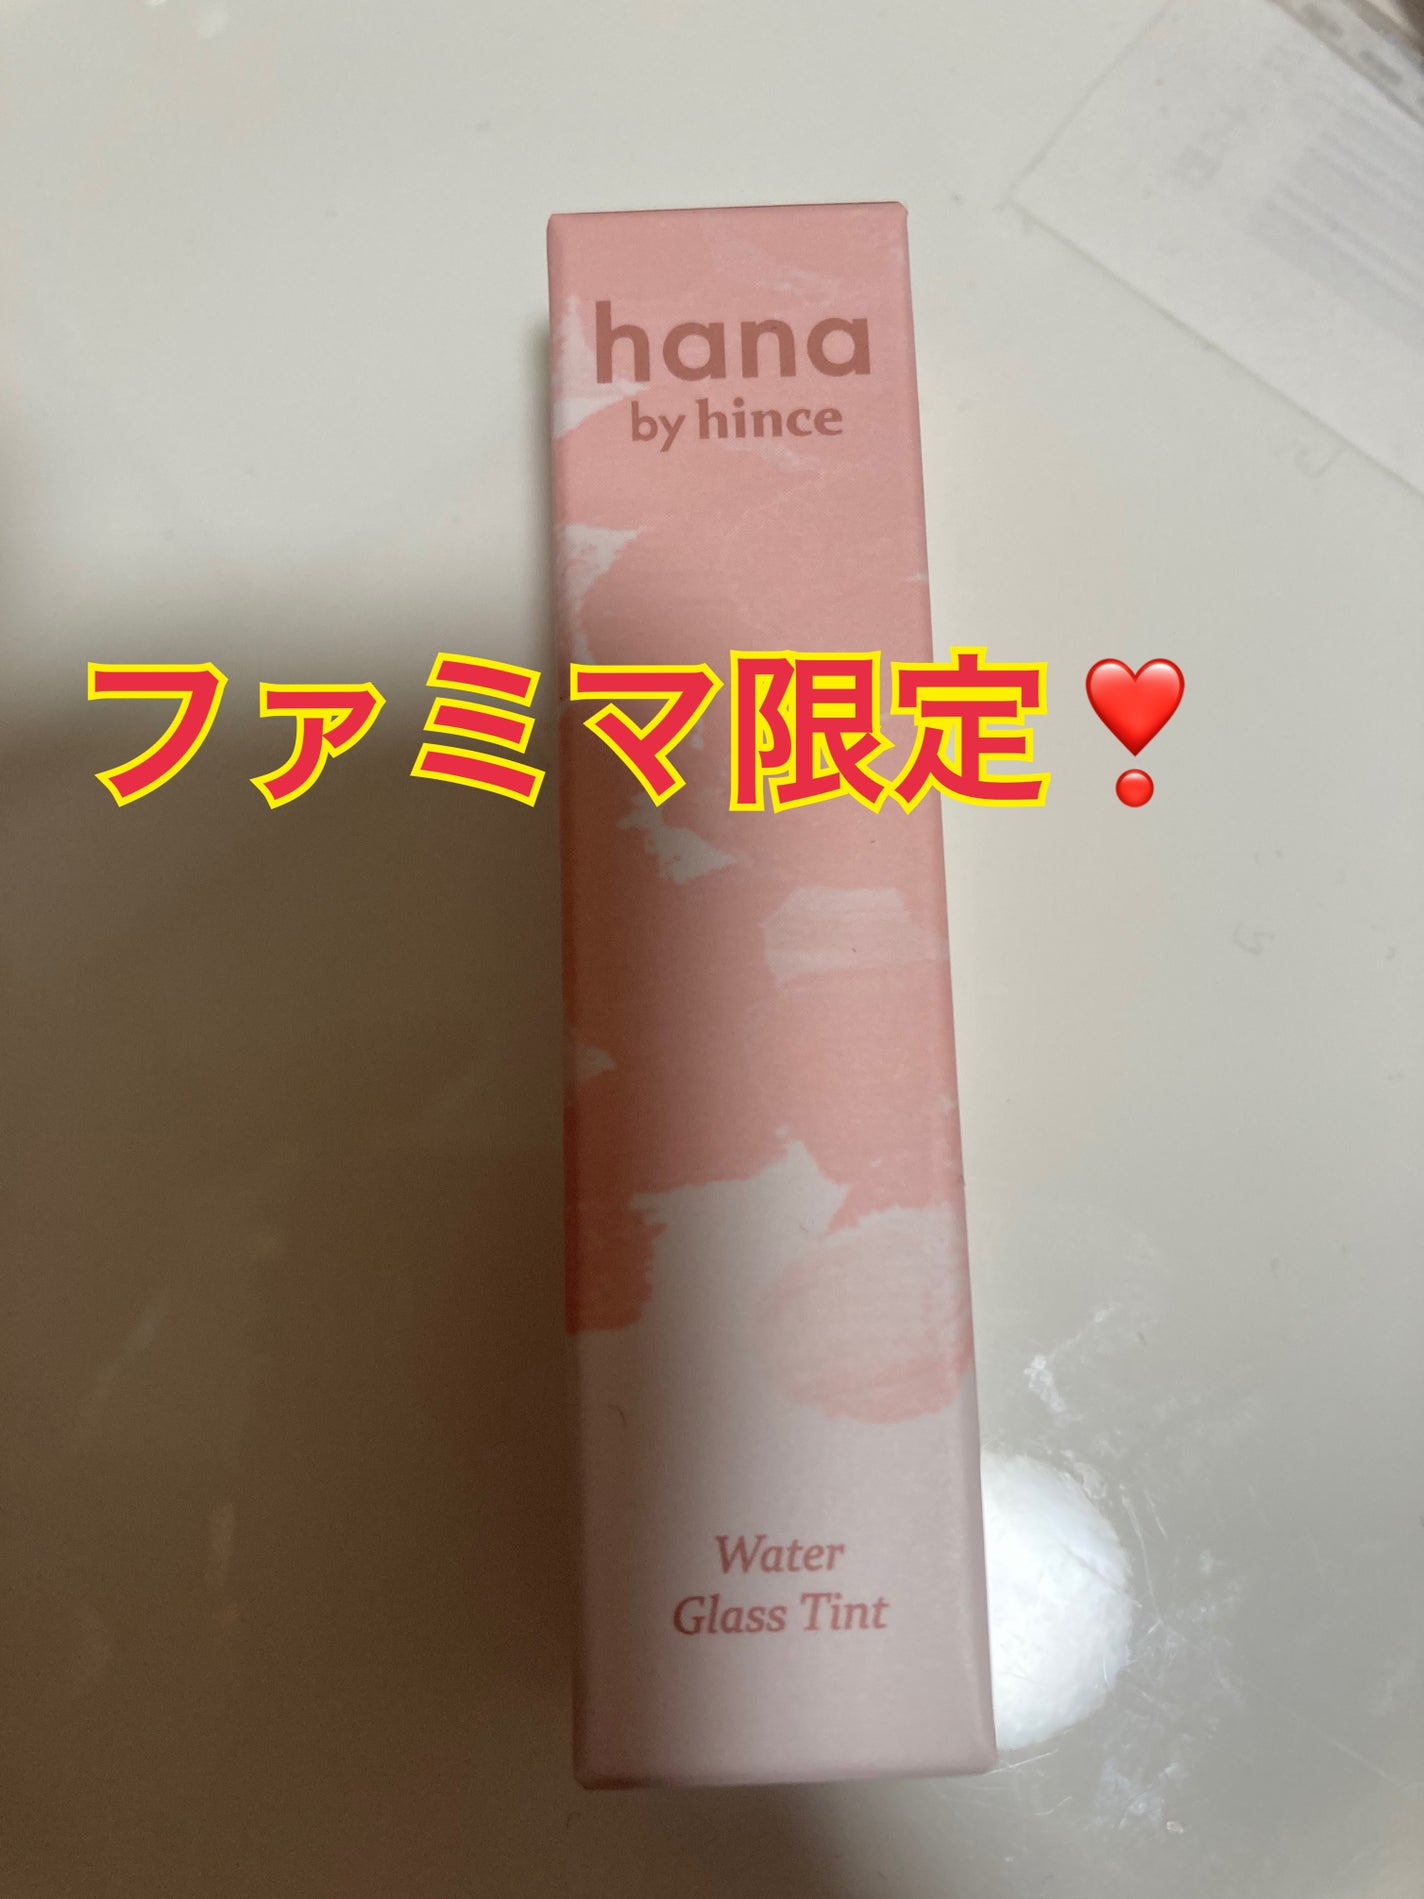 hana
by hince
ファミマ限定❣
Water
Glass Tint